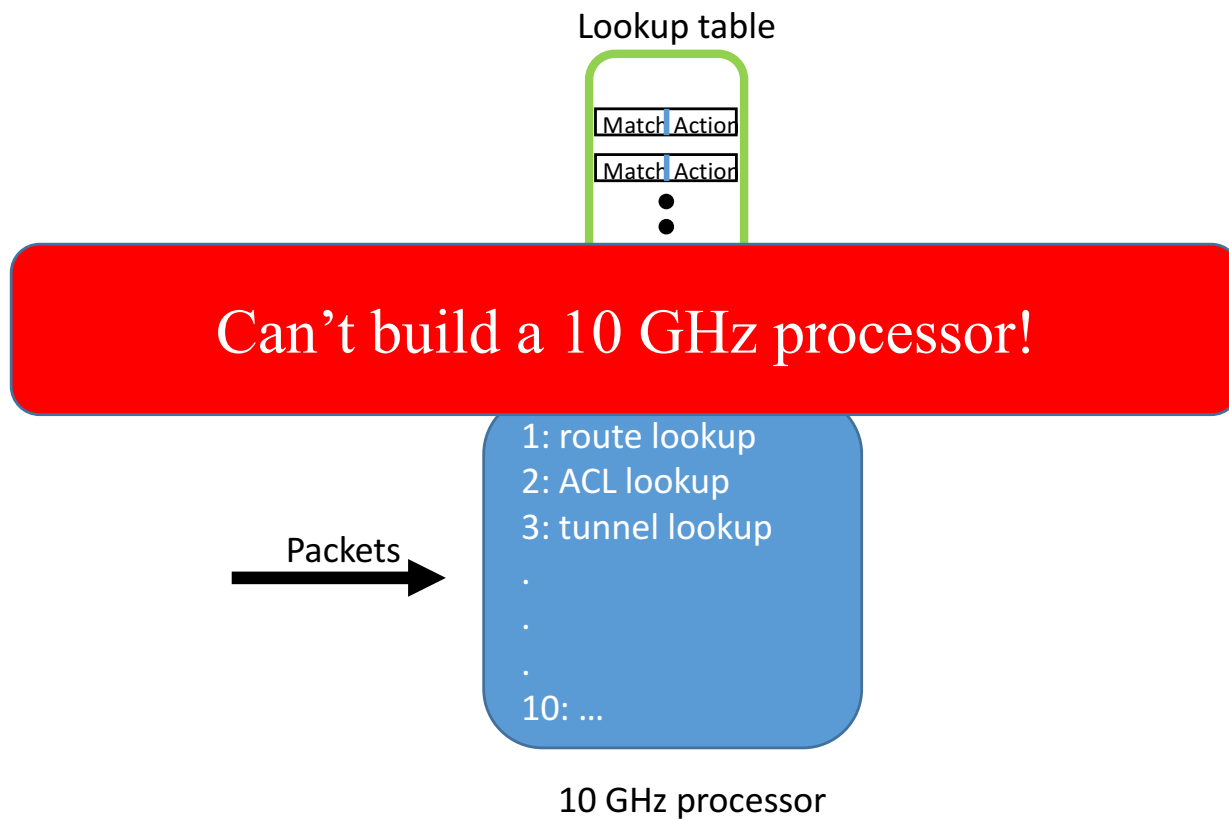 Lookup table
Match Action
Match Action
Can’t build a 10 GHz processor!
1: route lookup
2: ACL lookup
3: tunnel lookup
.
.
.
10: …
Packets
10 GHz processor